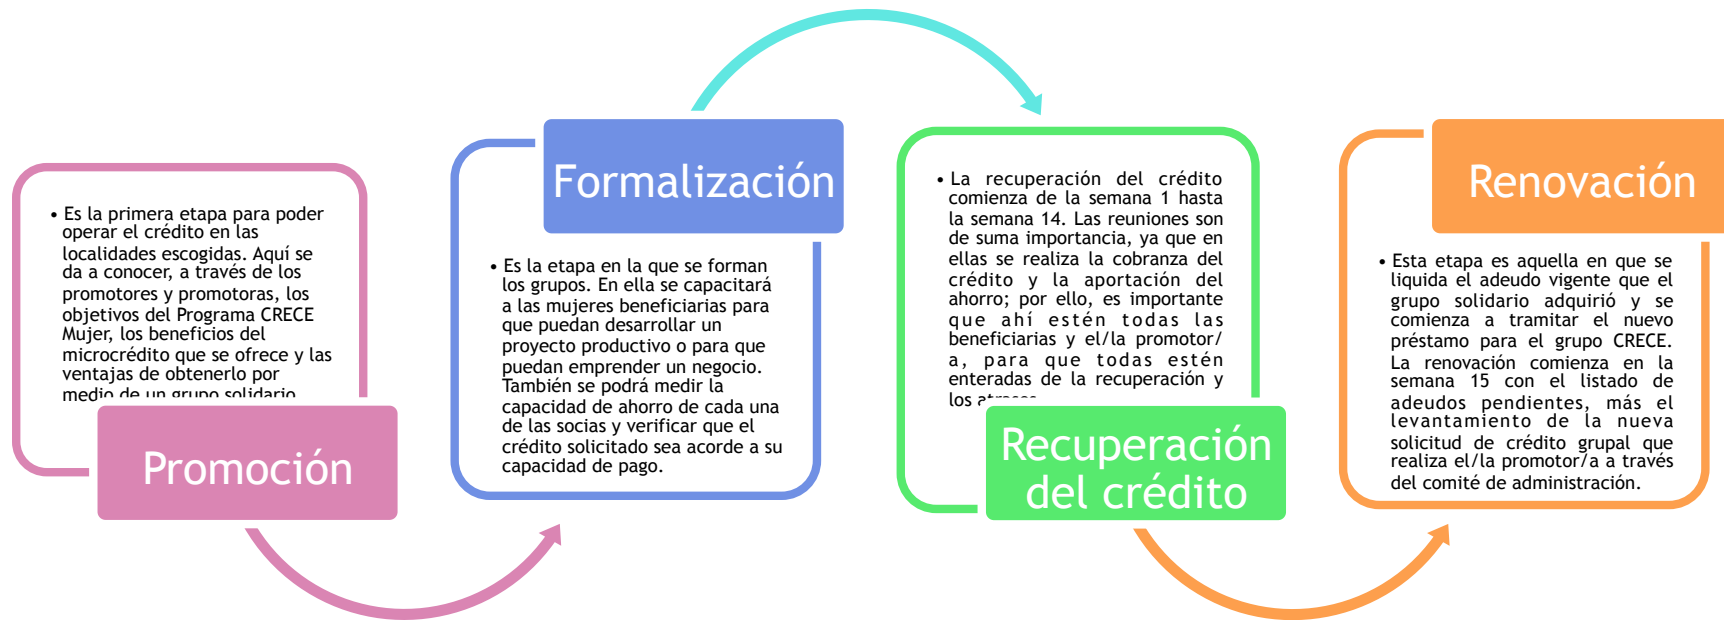 • Es la primera etapa para poder
operar el crédito en las
localidades escogidas. Aquí se
da a conocer, a través de los
promotores y promotoras, los
objetivos del Programa CRECE
Mujer, los beneficios del
microcrédito que se ofrece y las
ventajas de obtenerlo por
medio de un grupo solidario
Promoción
Formalización
• Es la etapa en la que se forman
los grupos. En ella se capacitará
a las mujeres beneficiarias para
que puedan desarrollar un
proyecto productivo o para que
puedan emprender un negocio.
También se podrá medir la
capacidad de ahorro de cada una
de las socias y verificar que el
crédito solicitado sea acorde a su
capacidad de pago.
• La recuperación del crédito
comienza de la semana 1 hasta
la semana 14. Las reuniones son
de suma importancia, ya que en
ellas se realiza la cobranza del
crédito y la aportación del
ahorro; por ello, es importante
que ahí estén todas las
beneficiarias y el/la promotor/
a, para que todas estén
enteradas de la recuperación y
los atrasos
Recuperación
del crédito
Renovación
• Esta etapa es aquella en que se
liquida el adeudo vigente que el
grupo solidario adquirió y se
comienza a tramitar el nuevo
préstamo para el grupo CRECE.
La renovación comienza en la
semana 15 con el listado de
adeudos pendientes, más el
levantamiento de la nueva
solicitud de crédito grupal que
realiza el/la promotor/a a través
del comité de administración.